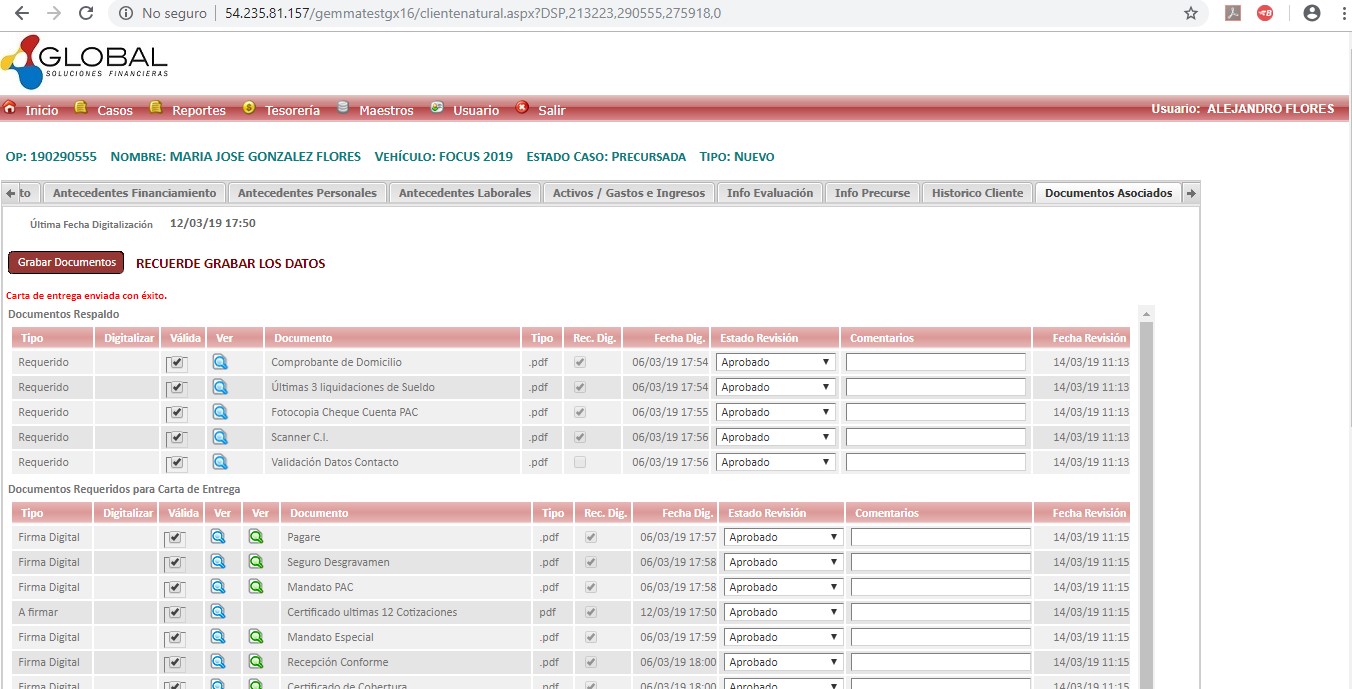 No seguro | 54.235.81.157/gemmatestgx16/clientenatural.aspx?DSP,213223,290555,275918,0
GLOBAL
SOLUCIONES FINANCIERAS
Inicio Casos Reportes Tesorería Maestros Usuario Salir Usuario: ALEJANDRO FLORES
OP: 190290555 NOMBRE: MARIA JOSE GONZALEZ FLORES VEHÍCULO: FOCUS 2019 ESTADO CASO: PRECURSADA TIPO: NUEVO
to Antecedentes Financiamiento Antecedentes Personales Antecedentes Laborales Activos / Gastos e Ingresos Info Evaluación Info Precurse Historico Cliente Documentos Asociados
Última Fecha Digitalización 12/03/19 17:50
Grabar Documentos RECUERDE GRABAR LOS DATOS
Carta de entrega enviada con éxito.
Documentos Respaldo
Tipo Digitalizar Válida Ver Documento Tipo Rec. Dig. Fecha Dig. Estado Revisión Comentarios Fecha Revisión
Requerido Comprobante de Domicilio .pdf 06/03/19 17:54 Aprobado 14/03/19 11:13
Requerido Últimas 3 liquidaciones de Sueldo .pdf 06/03/19 17:54 Aprobado 14/03/19 11:13
Requerido Fotocopia Cheque Cuenta PAC .pdf 06/03/19 17:55 Aprobado 14/03/19 11:13
Requerido Scanner C.I. .pdf 06/03/19 17:56 Aprobado 14/03/19 11:13
Requerido Validación Datos Contacto .pdf 06/03/19 17:56 Aprobado 14/03/19 11:13
Documentos Requeridos para Carta de Entrega
Tipo Digitalizar Válida Ver Ver Documento Tipo Rec. Dig. Fecha Dig. Estado Revisión Comentarios Fecha Revisión
Firma Digital Pagare .pdf 06/03/19 17:57 Aprobado 14/03/19 11:15
Firma Digital Seguro Desgravamen .pdf 06/03/19 17:58 Aprobado 14/03/19 11:15
Firma Digital Mandato PAC .pdf 06/03/19 17:58 Aprobado 14/03/19 11:15
A firmar Certificado ultimas 12 Cotizaciones pdf 12/03/19 17:50 Aprobado 14/03/19 11:15
Firma Digital Mandato Especial .pdf 06/03/19 17:59 Aprobado 14/03/19 11:15
Firma Digital Recepción Conforme .pdf 06/03/19 18:00 Aprobado 14/03/19 11:15
Firma Digital Certificado de Cobertura .pdf 06/03/19 18:00 Aprobado 14/03/19 11:15